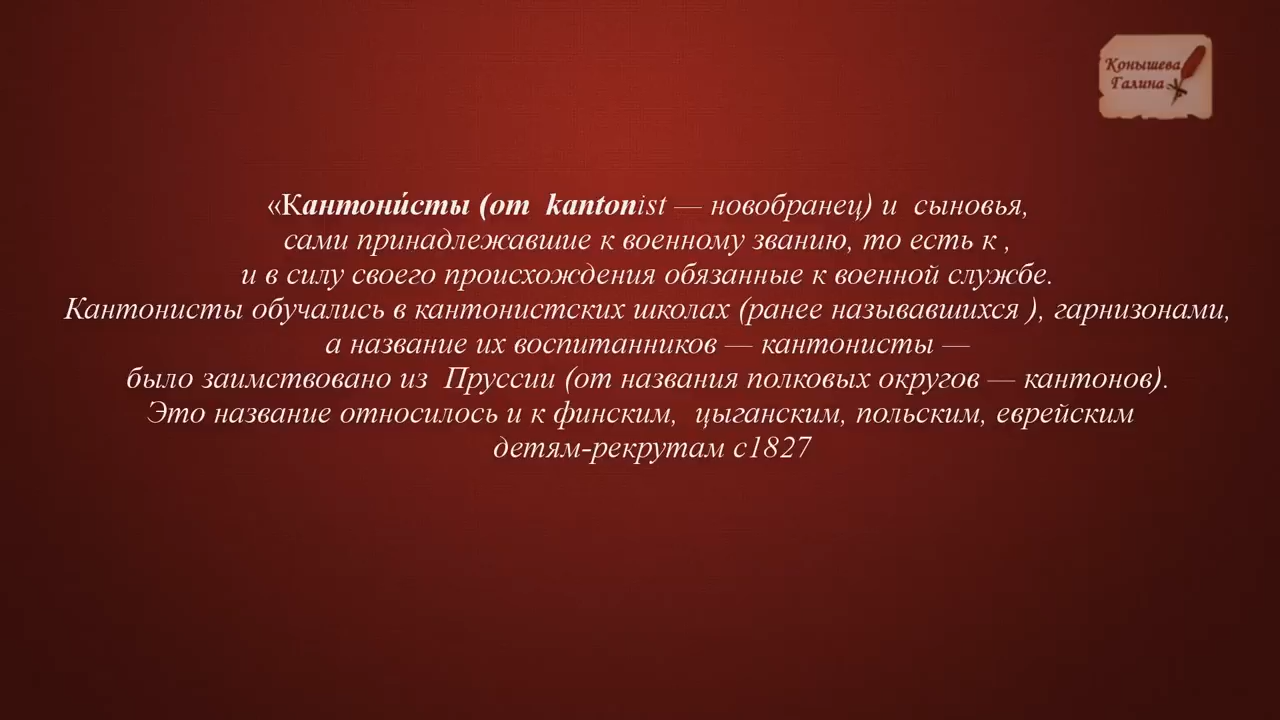 Конышева
Галина
«Кантони́сты (от kantonist — новобранец) и сыновья,
сами принадлежавшие к военному званию, то есть к ,
и в силу своего происхождения обязанные к военной службе.
Кантонисты обучались в кантонистских школах (ранее называвшихся ), гарнизонами,
а название их воспитанников — кантонисты —
было заимствовано из Пруссии (от названия полковых округов — кантонов).
Это название относилось и к финским, цыганским, польским, еврейским
детям-рекрутам с1827